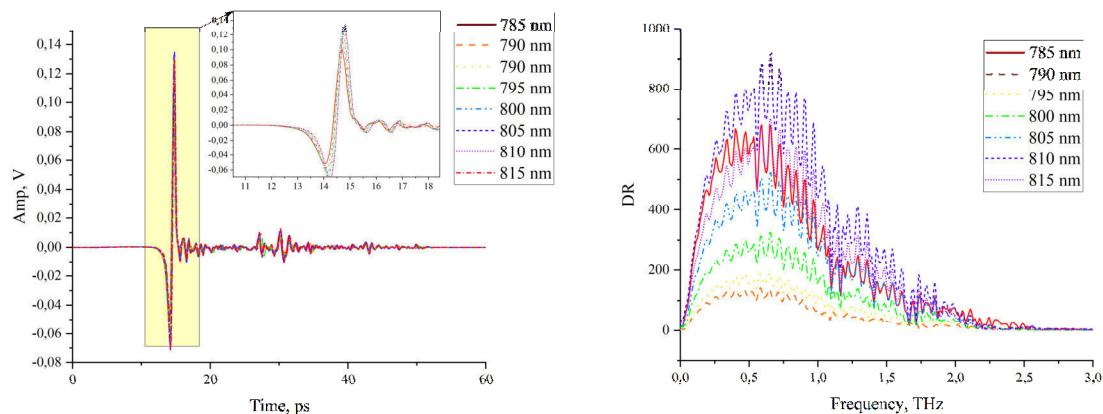 0,14
0,12
0,10
0,08
0,06
0,04
0,02
0,00
-0,02
-0,04
-0,06
-0,08
Amp, V
0
20
40
60
Time, ps
0,14
0,12
0,10
0,08
0,06
0,04
0,02
0,00
-0,02
-0,04
-0,06
11
12
13
14
15
16
17
18
785 nm
790 nm
790 nm
795 nm
800 nm
805 nm
810 nm
815 nm
1000
800
600
400
200
0
DR
0,0
0,5
1,0
1,5
2,0
2,5
3,0
Frequency, THz
785 nm
790 nm
795 nm
800 nm
805 nm
810 nm
815 nm